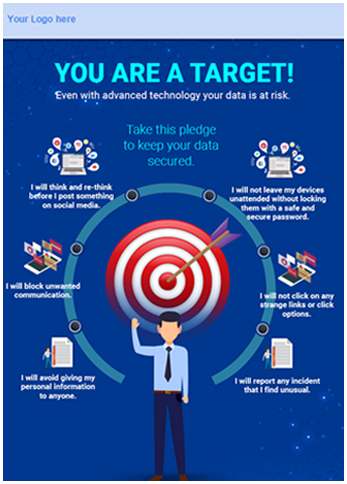 Your Logo here
YOU ARE A TARGET!
Even with advanced technology your data is at risk.
Take this pledge
to keep your data
secured.
I will think and re-think
before I post something
on social media.
I will not leave my devices
unattended without locking
them with a safe and
secure password.
I will block unwanted
communication.
I will not click on any
strange links or click
options.
I will avoid giving my
personal information
to anyone.
I will report any incident
that I find unusual.